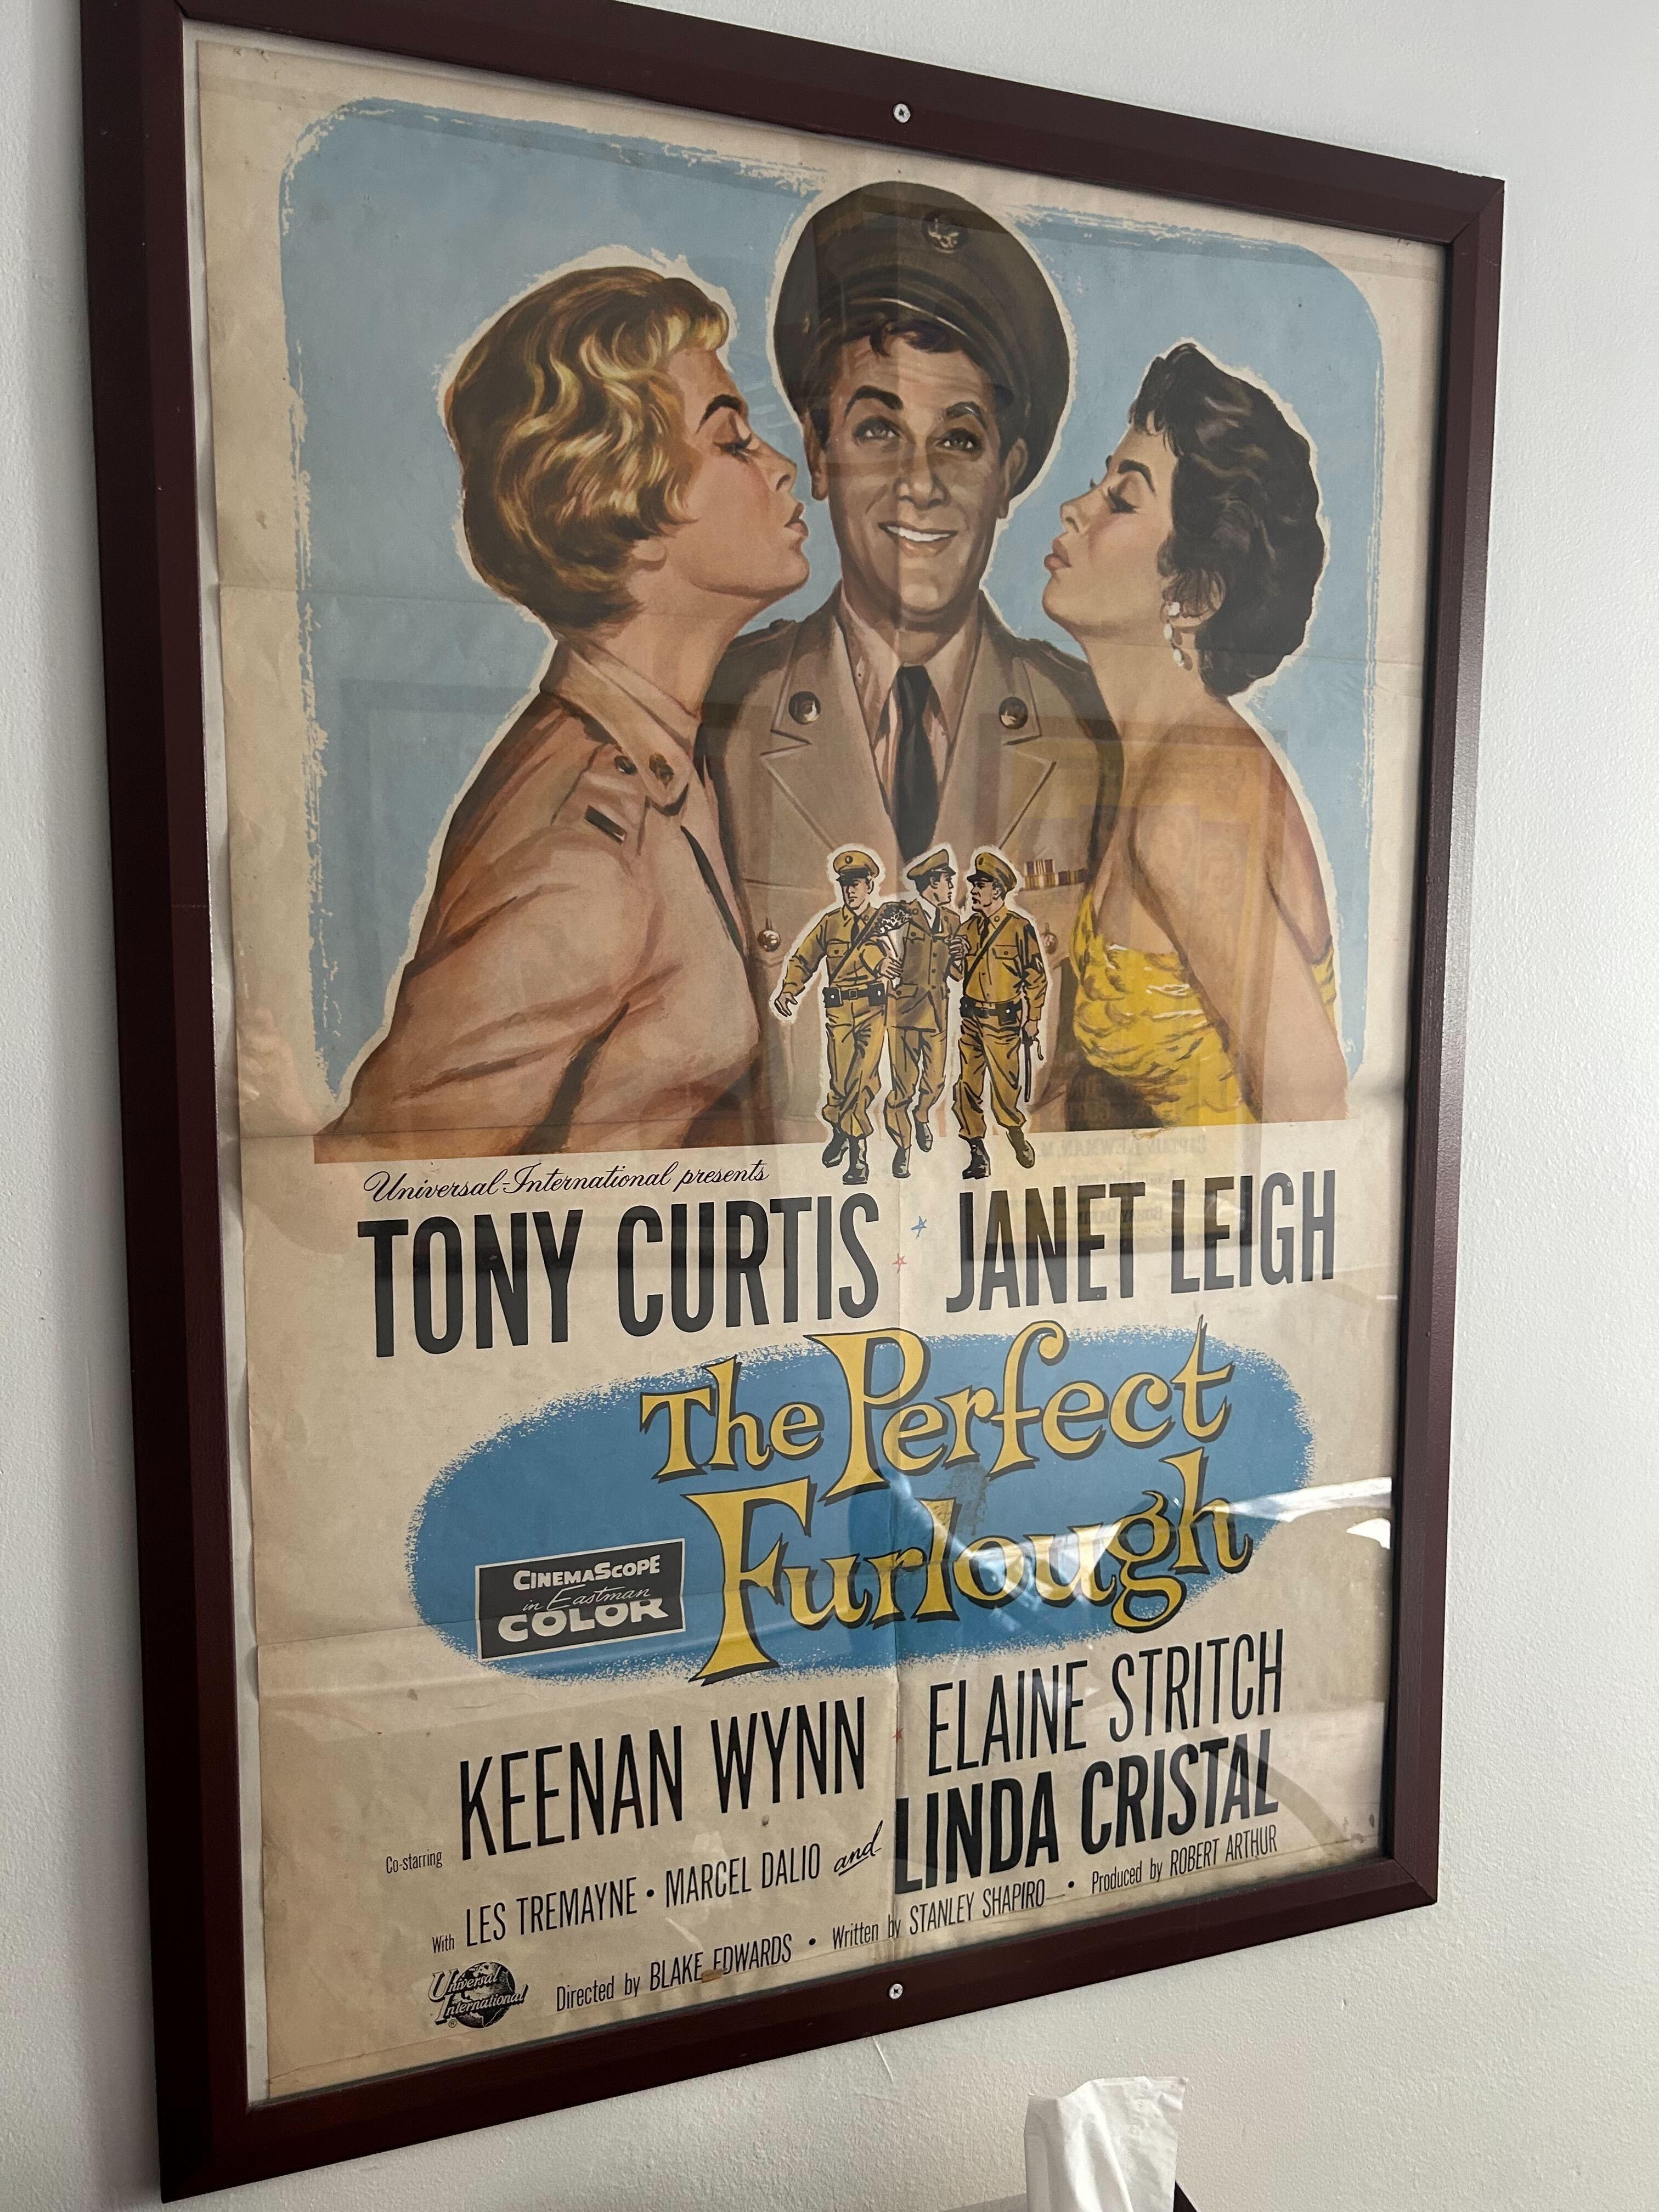 Universal-International presents
TONY CURTIS JANET LEIGH
The Perfect
Furlough
CINEMASCOPE
in Eastman
COLOR
KEENAN WYNN ELAINE STRITCH
Co-starring
LINDA CRISTAL
With LES TREMAYNE • MARCEL DALIO and
Directed by BLAKE EDWARDS • Written by STANLEY SHAPIRO • Produced by ROBERT ARTHUR
Universal
International
®